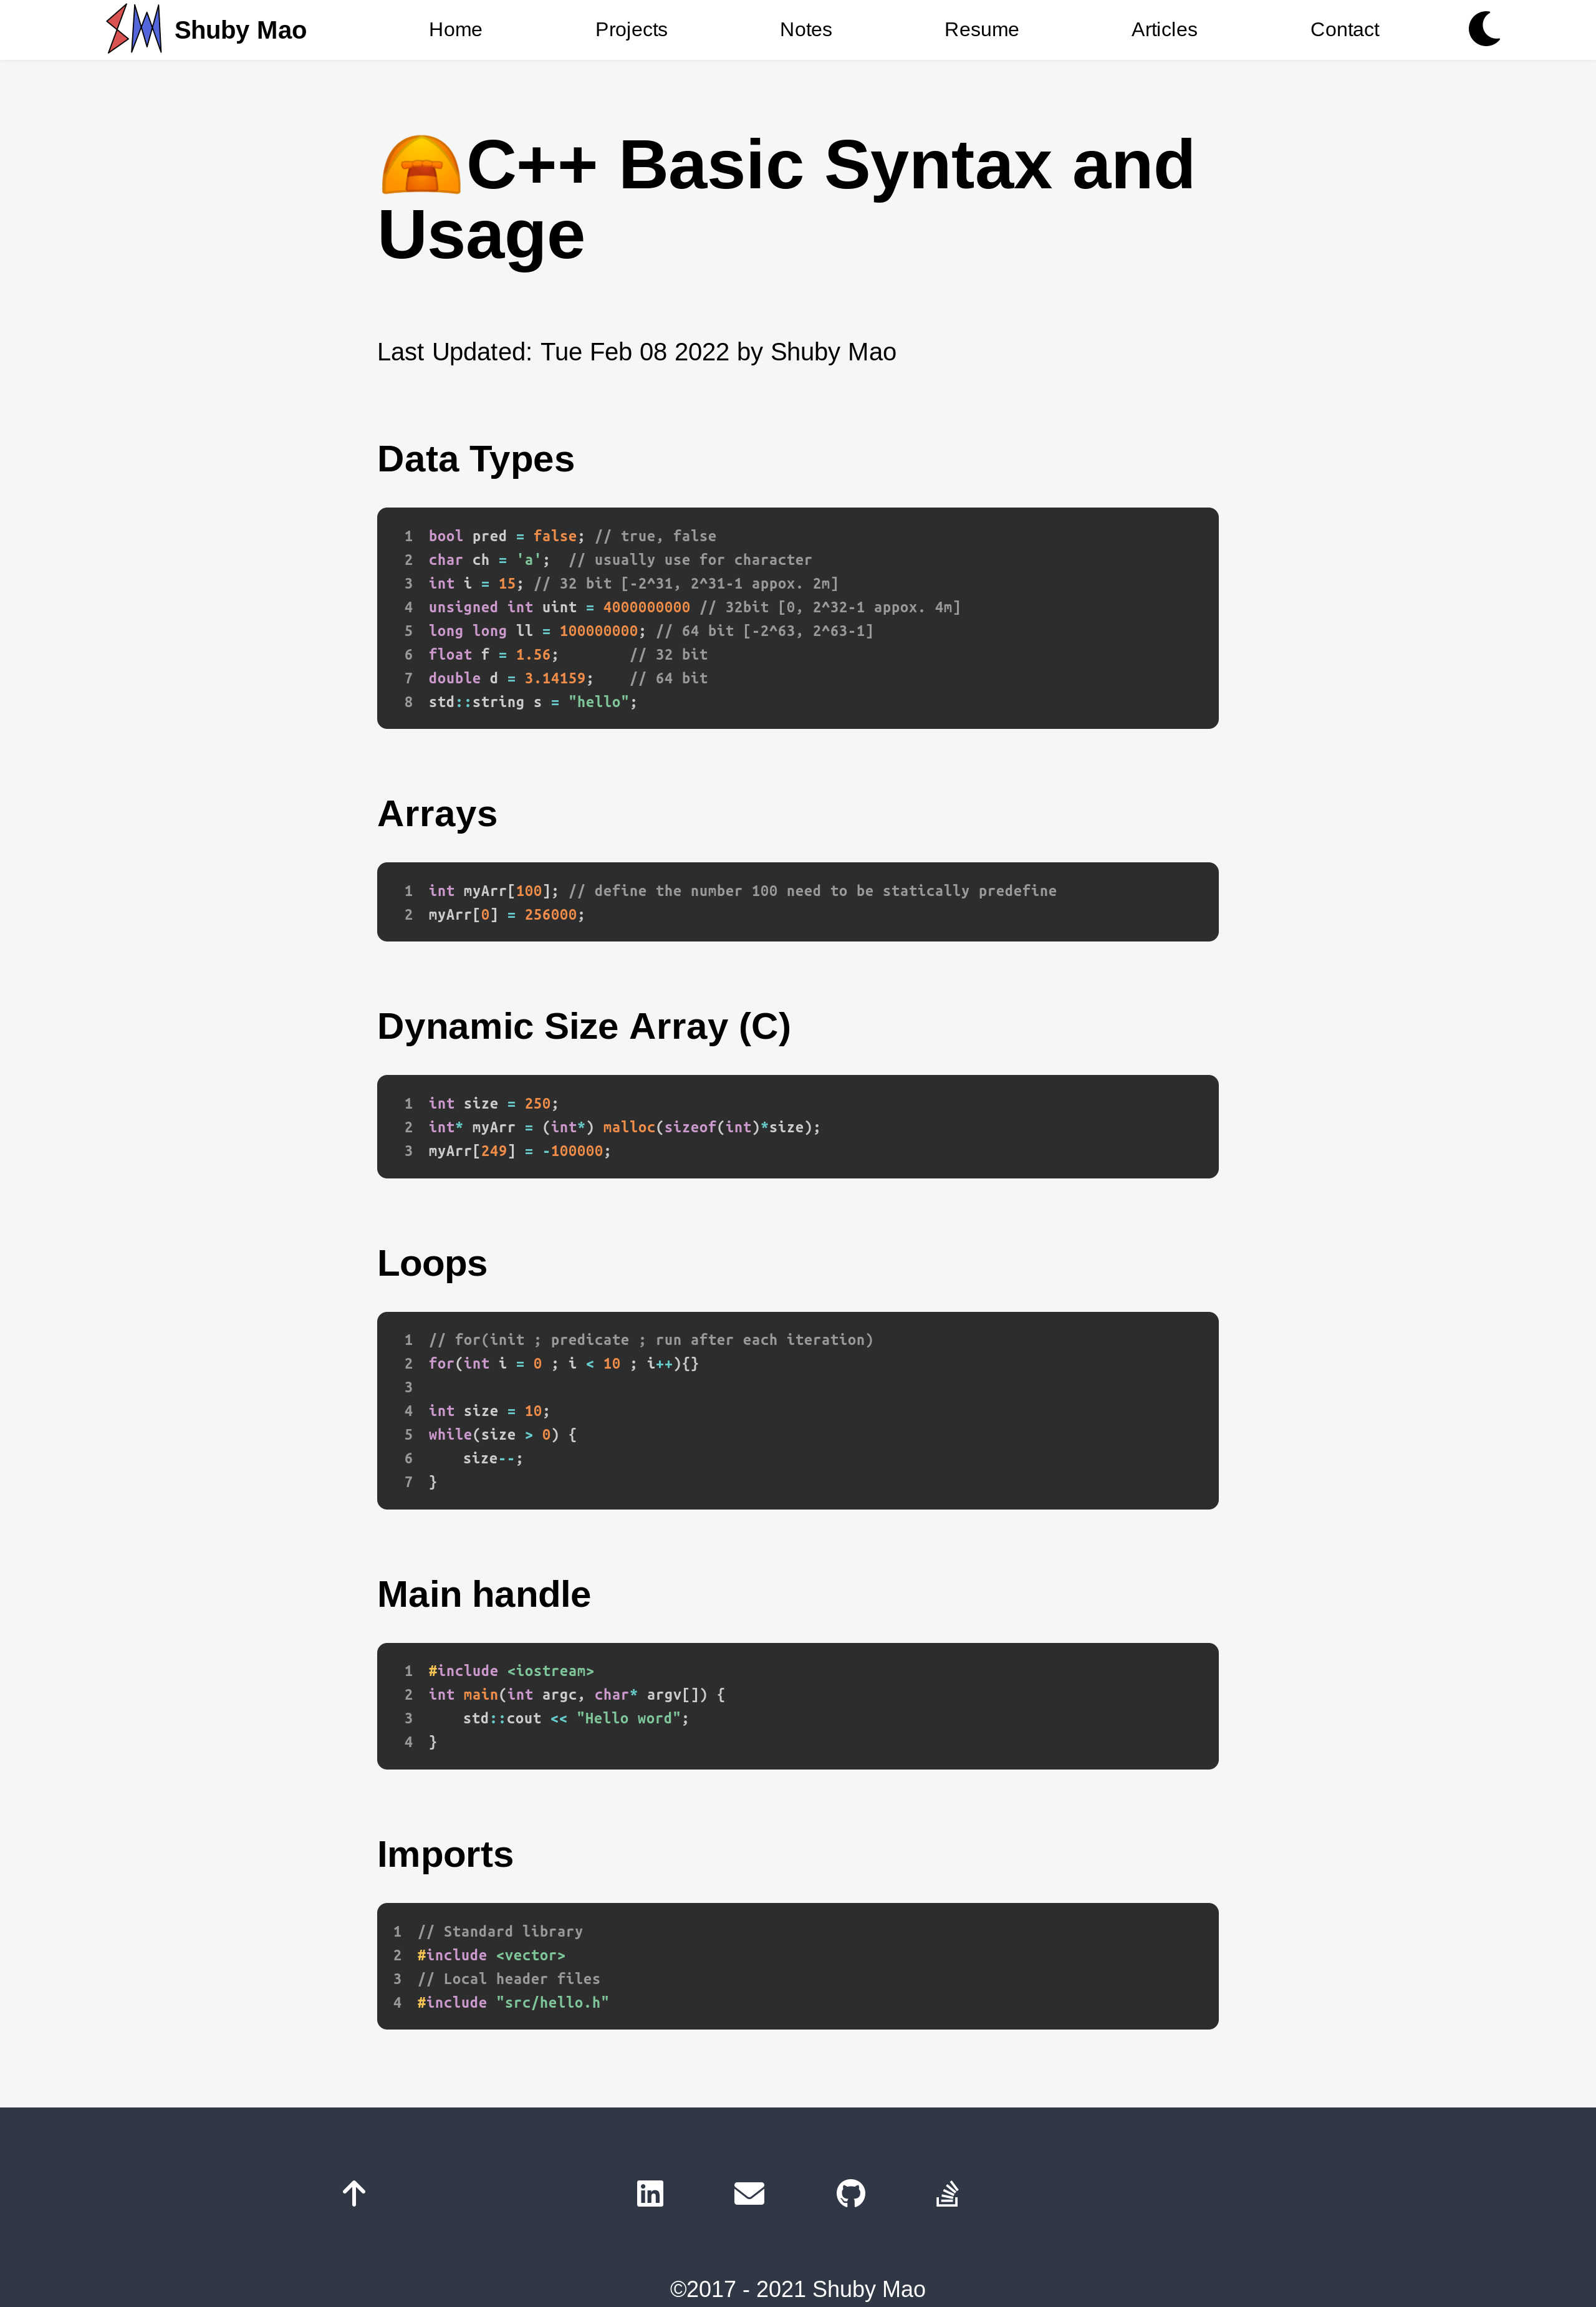 Shuby Mao
Home
Projects
Notes
Resume
Articles
Contact
C++ Basic Syntax and
Usage
Last Updated: Tue Feb 08 2022 by Shuby Mao
Data Types
1 bool pred = false; // true, false
2 char ch = 'a';  // usually use for character
3 int i = 15; // 32 bit [-2^31, 2^31-1 appox. 2m]
4 unsigned int uint = 4000000000 // 32bit [0, 2^32-1 appox. 4m]
5 long long ll = 100000000; // 64 bit [-2^63, 2^63-1]
6 float f = 1.56;        // 32 bit
7 double d = 3.14159;    // 64 bit
8 std::string s = "hello";
Arrays
1 int myArr[100]; // define the number 100 need to be statically predefine
2 myArr[0] = 256000;
Dynamic Size Array (C)
1 int size = 250;
2 int* myArr = (int*) malloc(sizeof(int)*size);
3 myArr[249] = -100000;
Loops
1 // for(init ; predicate ; run after each iteration)
2 for(int i = 0 ; i < 10 ; i++){}
3
4 int size = 10;
5 while(size > 0) {
6     size--;
7 }
Main handle
1 #include <iostream>
2 int main(int argc, char* argv[]) {
3     std::cout << "Hello word";
4 }
Imports
1 // Standard library
2 #include <vector>
3 // Local header files
4 #include "src/hello.h"
©2017 - 2021 Shuby Mao